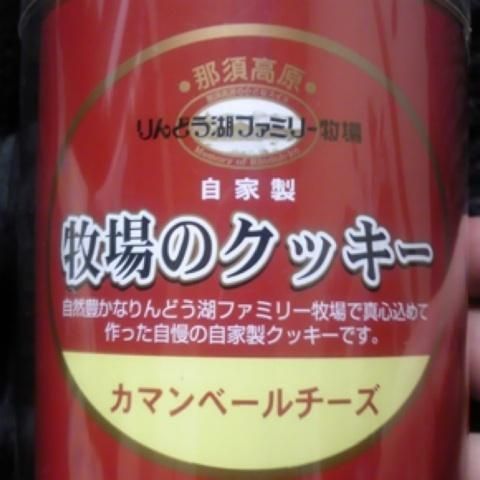 ・那須高原・
りんどう湖ファミリー牧場
自家製
牧場のクッキー
自然豊かなりんどう湖ファミリー牧場で真心込めて
作った自慢の自家製クッキーです。
カマンベールチーズ